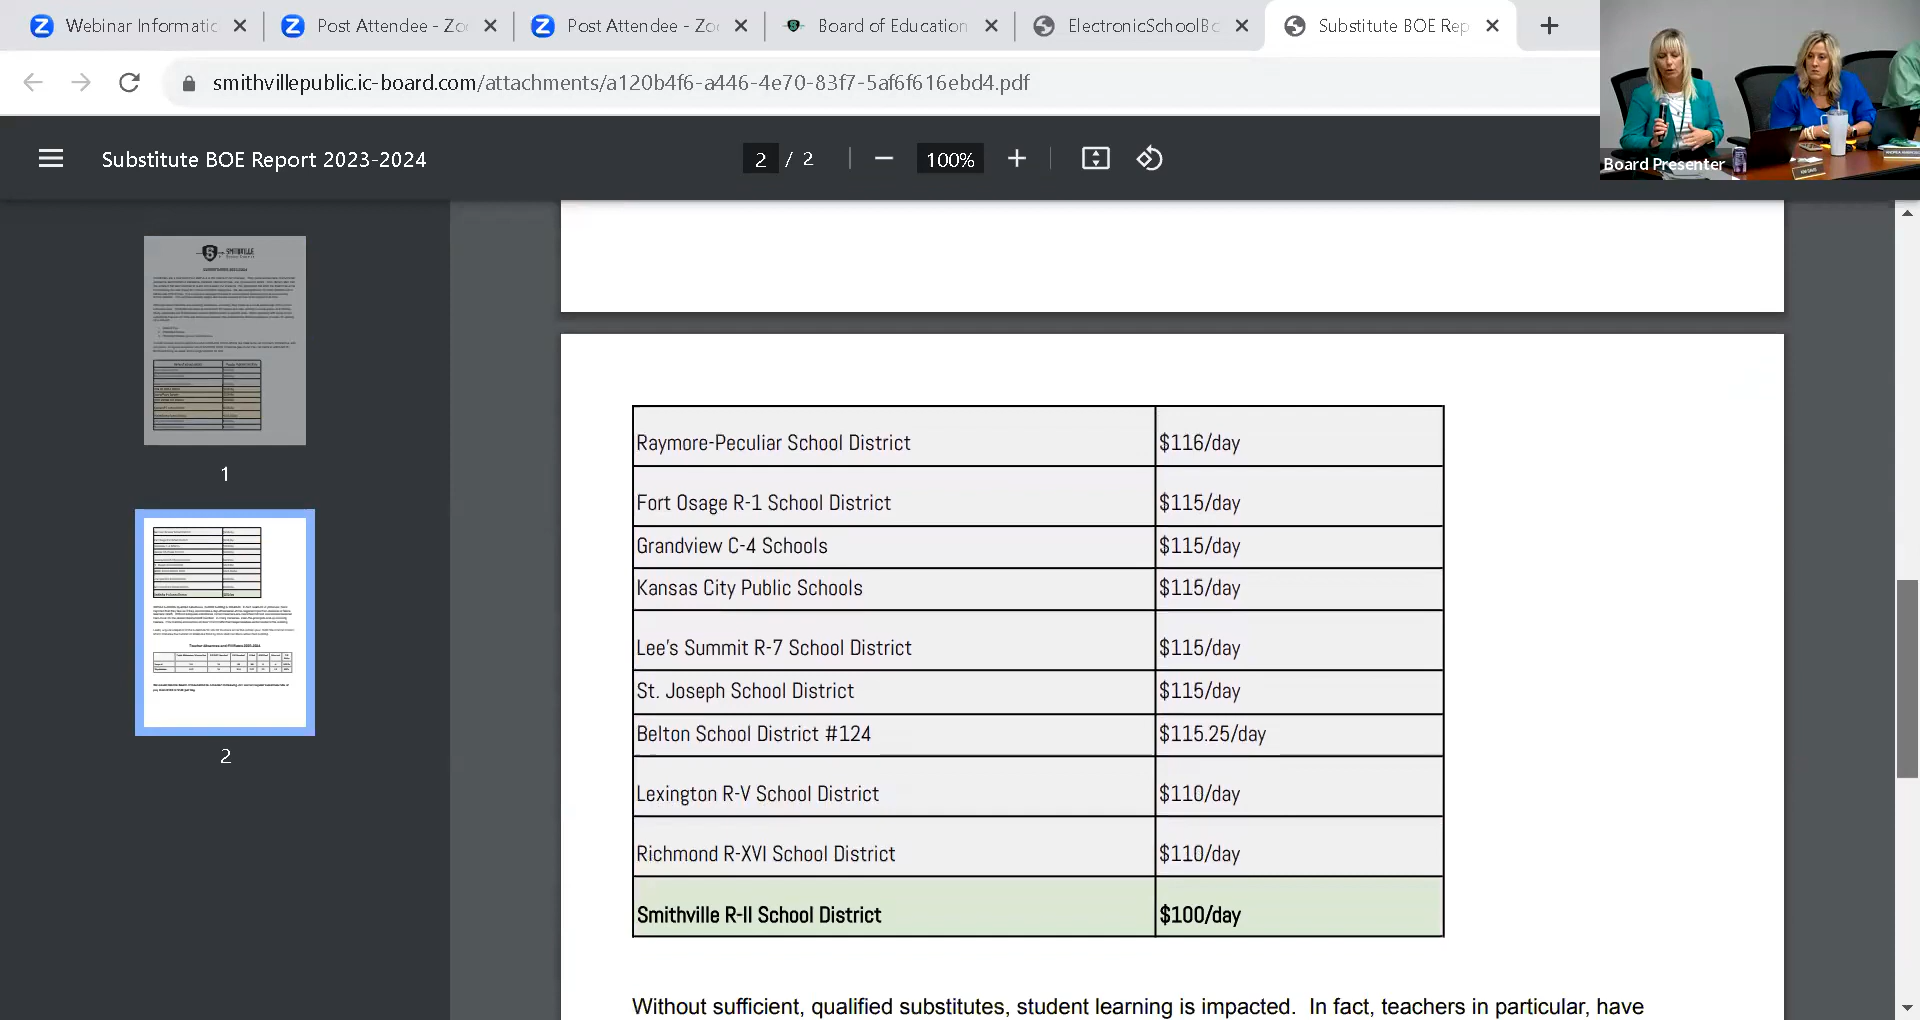 Webinar Informatic
Post Attendee - Zo
Post Attendee - Zo
Board of Education
ElectronicSchoolBo
Substitute BOE Rep
smithvillepublic.ic-board.com/attachments/a120b4f6-a446-4e70-83f7-5af6f616ebd4.pdf
Board Presenter
Substitute BOE Report 2023-2024
2 / 2
100%
SMITHVILLE
1
2
Raymore-Peculiar School District $116/day
Fort Osage R-1 School District $115/day
Grandview C-4 Schools $115/day
Kansas City Public Schools $115/day
Lee's Summit R-7 School District $115/day
St. Joseph School District $115/day
Belton School District #124 $115.25/day
Lexington R-V School District $110/day
Richmond R-XVI School District $110/day
Smithville R-II School District $100/day
Without sufficient, qualified substitutes, student learning is impacted. In fact, teachers in particular, have